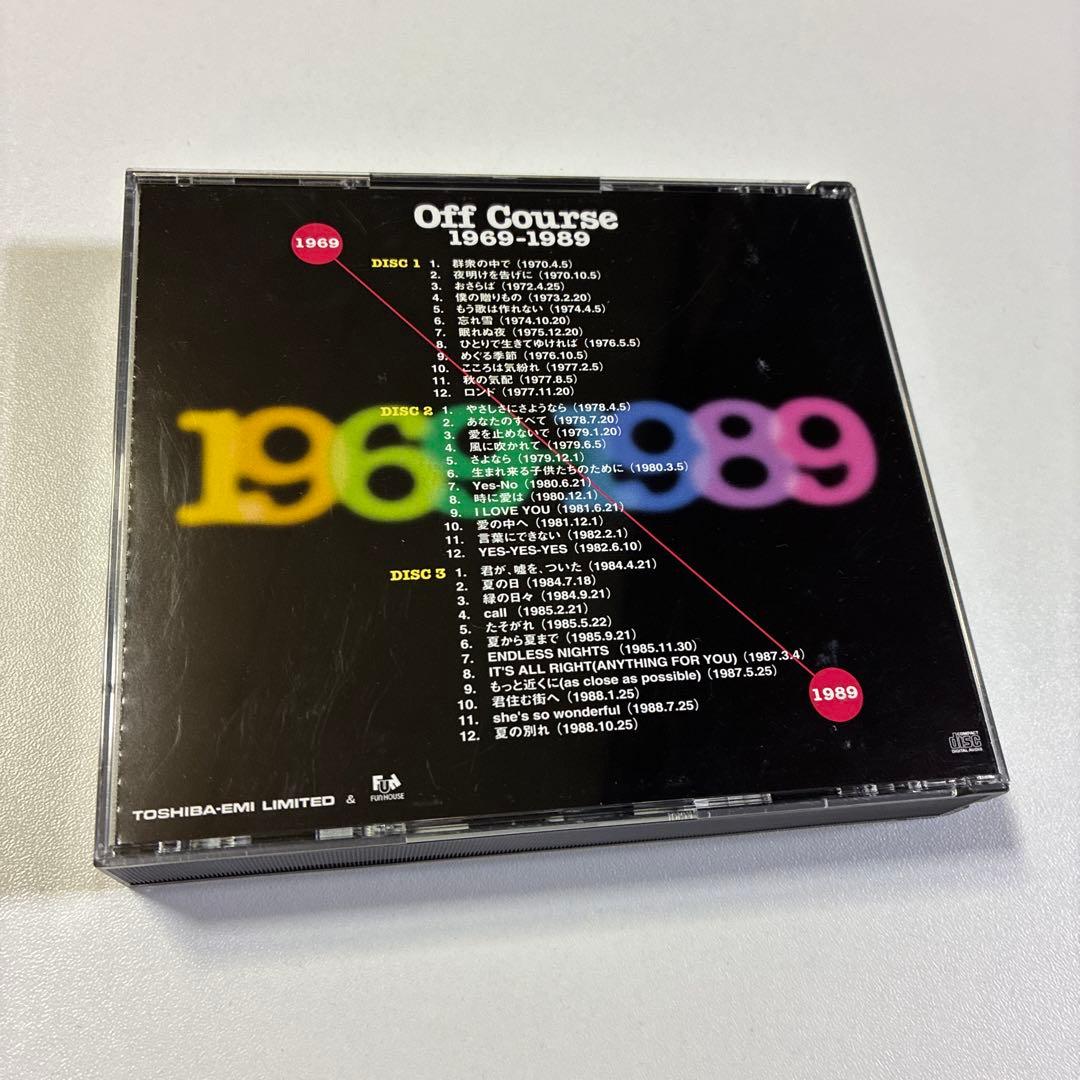 Off Course
1969-1989
1969
DISC 1 1. 群衆の中で (1970.4.5)
2. 夜明けを告げに (1970.10.5)
3. おさらば (1972.4.25)
4. 僕の贈りもの (1973.2.20)
5. もう歌は作れない (1974.4.5)
6. 忘れ雪 (1974.10.20)
7. 眠れぬ夜 (1975.12.20)
8. ひとりで生きてゆければ (1976.5.5)
9. めぐる季節 (1976.10.5)
10. こころは気紛れ (1977.2.5)
11. 秋の気配 (1977.8.5)
12. ロンド (1977.11.20)
1969 1989
DISC 2 1. やさしさにさようなら (1978.4.5)
2. あなたのすべて (1978.7.20)
3. 愛を止めないで (1979.1.20)
4. 風に吹かれて (1979.6.5)
5. さよなら (1979.12.1)
6. 生まれ来る子供たちのために (1980.3.5)
7. Yes-No (1980.6.21)
8. 時に愛は (1980.12.1)
9. I LOVE YOU (1981.6.21)
10. 愛の中へ (1981.12.1)
11. 言葉にできない (1982.2.1)
12. YES-YES-YES (1982.6.10)
DISC 3 1. 君が、嘘を、ついた (1984.4.21)
2. 夏の日 (1984.7.18)
3. 緑の日々 (1984.9.21)
4. call (1985.2.21)
5. たそがれ (1985.5.22)
6. 夏から夏まで (1985.9.21)
7. ENDLESS NIGHTS (1985.11.30)
8. IT'S ALL RIGHT(ANYTHING FOR YOU) (1987.3.4)
9. もっと近くに(as close as possible) (1987.5.25)
10. 君住む街へ (1988.1.25)
11. she's so wonderful (1988.7.25)
12. 夏の別れ (1988.10.25)
1989
TOSHIBA-EMI LIMITED & FUN HOUSE
COMPACT
disc
DIGITAL AUDIO